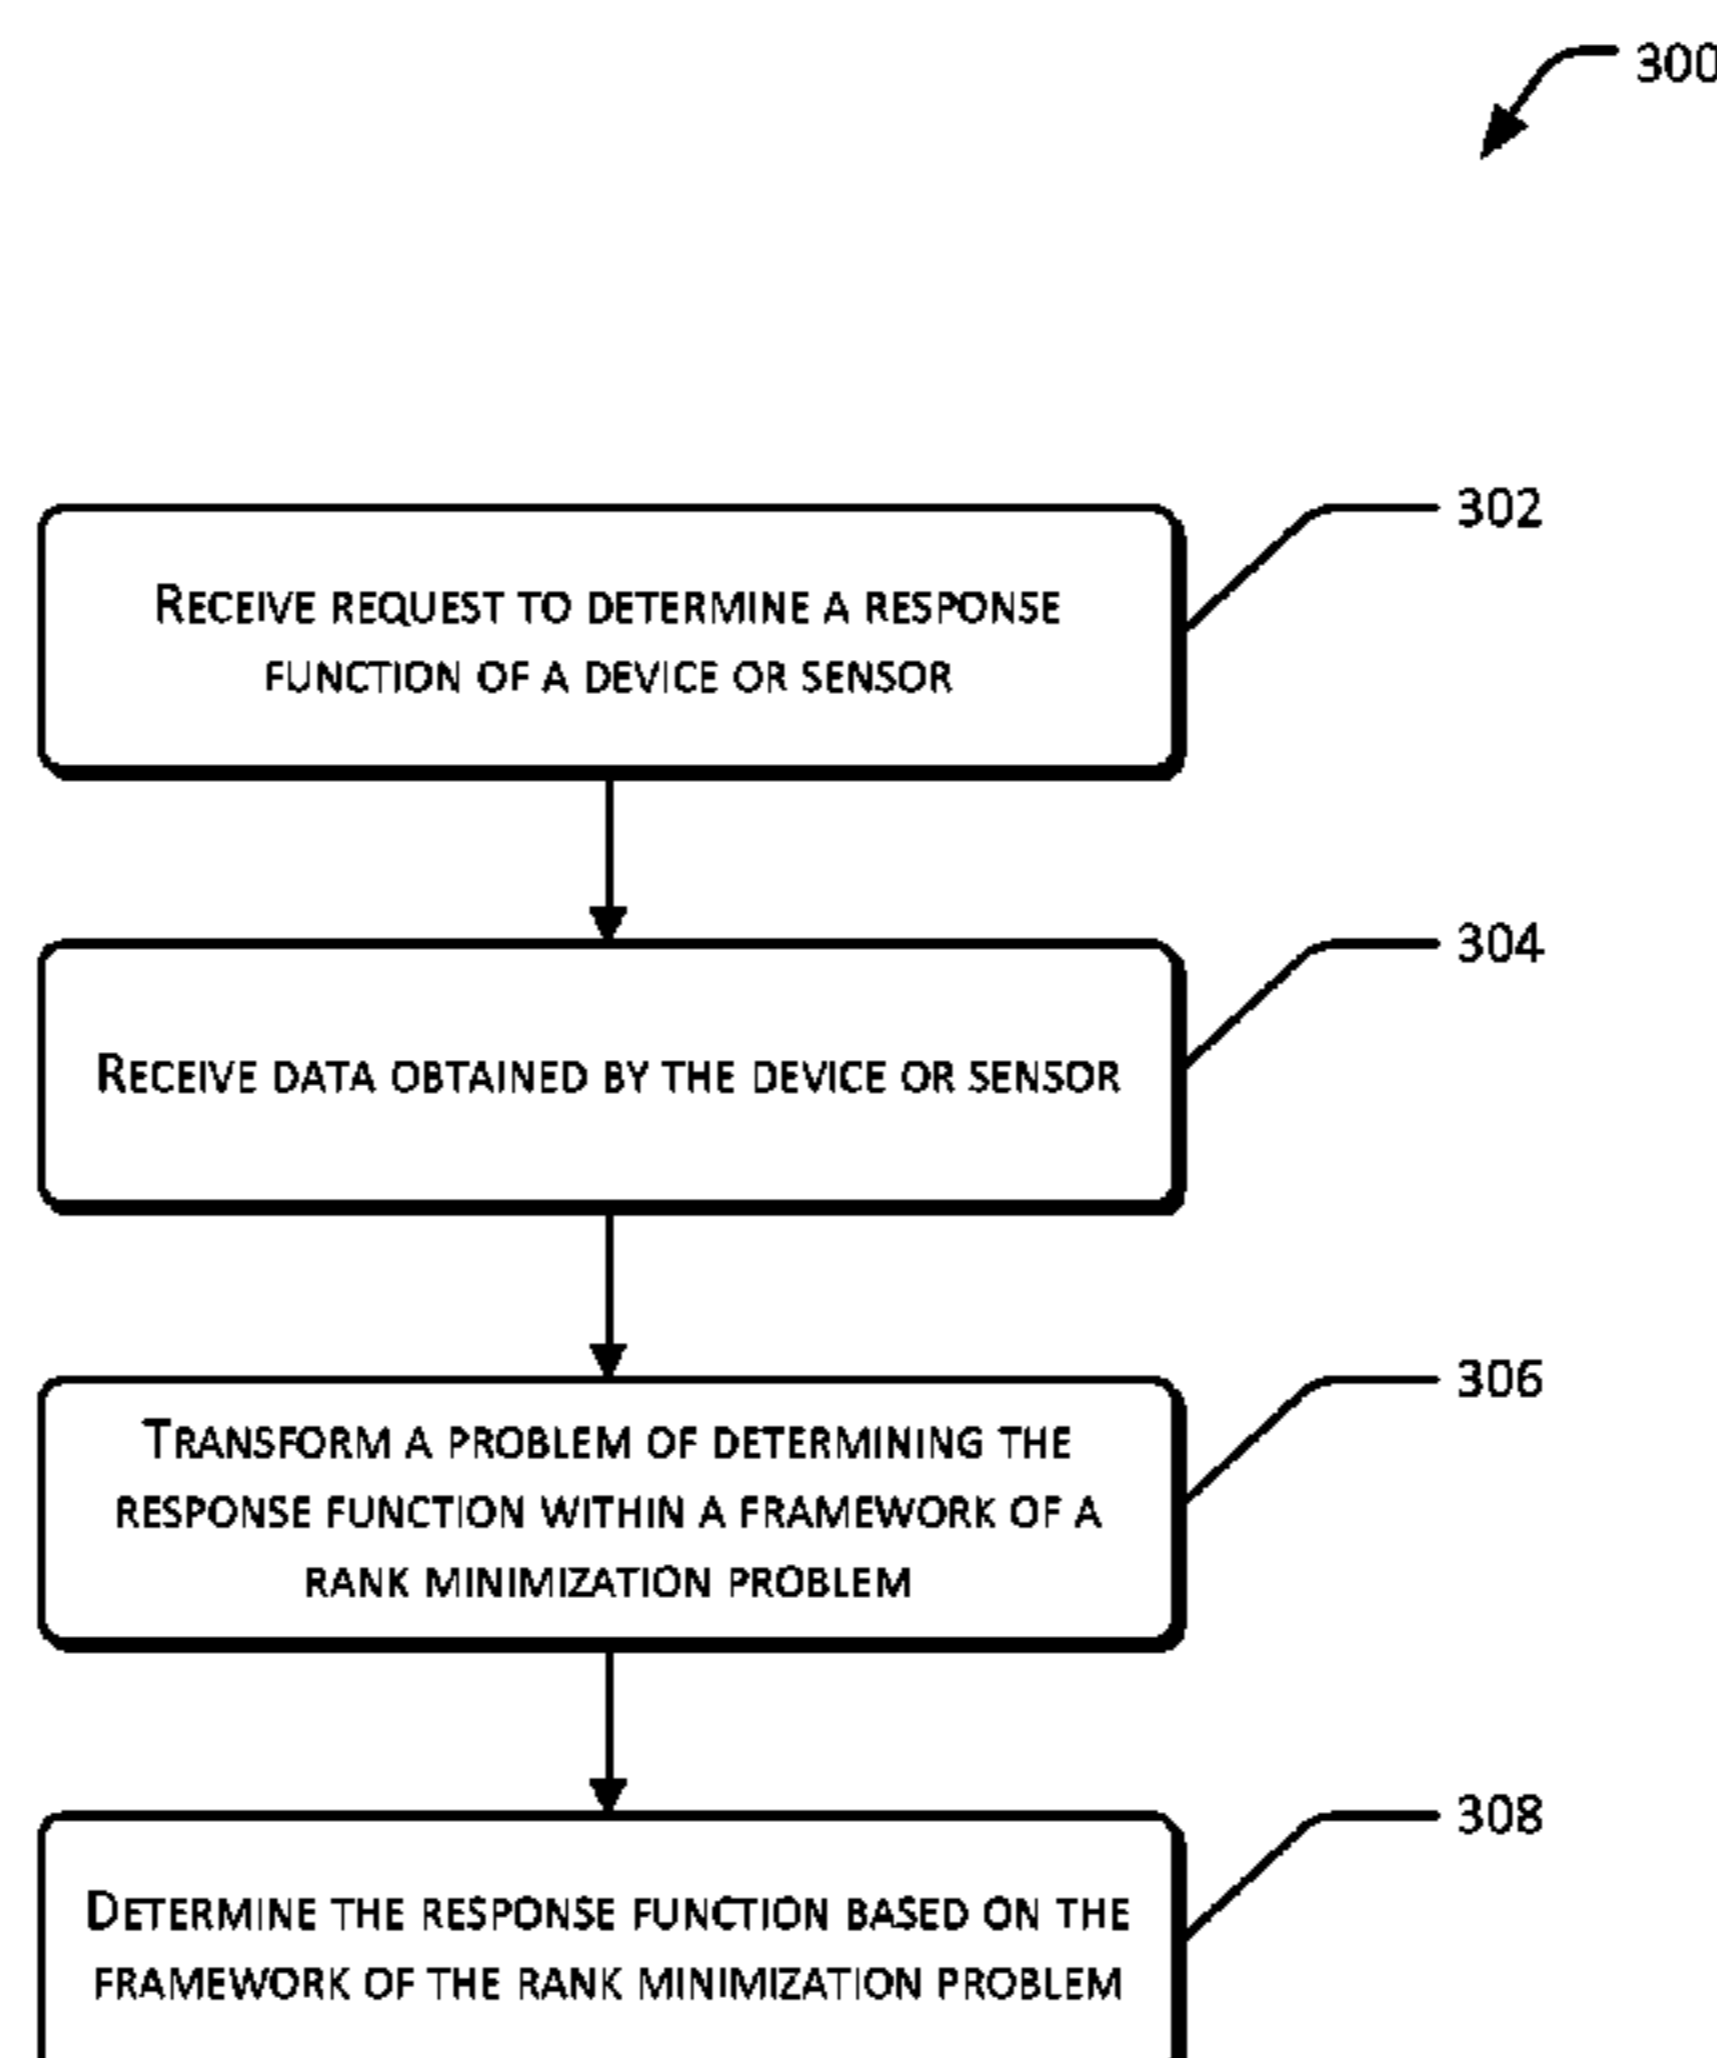 300
302
RECEIVE REQUEST TO DETERMINE A RESPONSE
FUNCTION OF A DEVICE OR SENSOR
304
RECEIVE DATA OBTAINED BY THE DEVICE OR SENSOR
306
TRANSFORM A PROBLEM OF DETERMINING THE
RESPONSE FUNCTION WITHIN A FRAMEWORK OF A
RANK MINIMIZATION PROBLEM
308
DETERMINE THE RESPONSE FUNCTION BASED ON THE
FRAMEWORK OF THE RANK MINIMIZATION PROBLEM